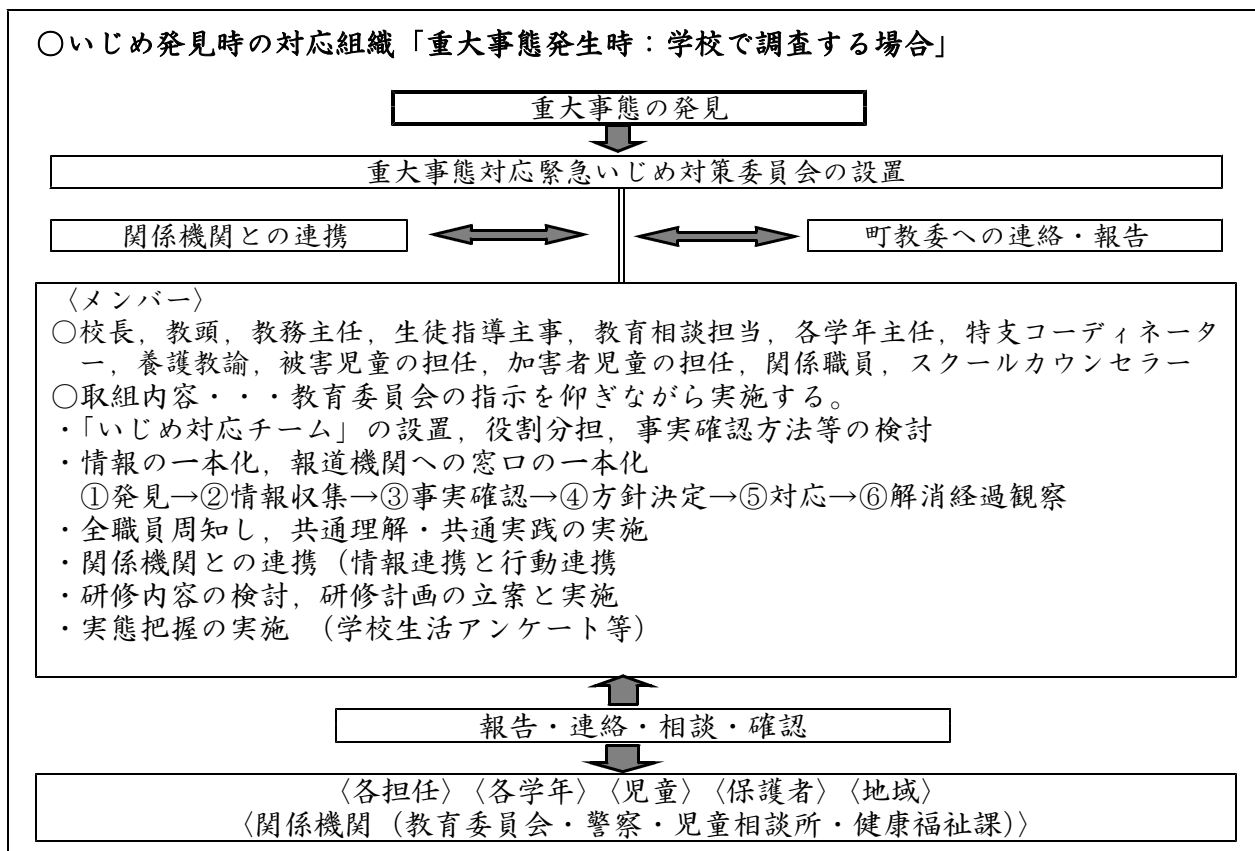 ○いじめ発見時の対応組織「重大事態発生時：学校で調査する場合」
重大事態の発見
重大事態対応緊急いじめ対策委員会の設置
関係機関との連携
町教委への連絡・報告
〈メンバー〉
○校長，教頭，教務主任，生徒指導主事，教育相談担当，各学年主任，特支コーディネータ
ー，養護教諭，被害児童の担任，加害者児童の担任，関係職員，スクールカウンセラー
○取組内容・・・教育委員会の指示を仰ぎながら実施する。
・「いじめ対応チーム」の設置，役割分担，事実確認方法等の検討
・情報の一本化，報道機関への窓口の一本化
①発見→②情報収集→③事実確認→④方針決定→⑤対応→⑥解消経過観察
・全職員周知し，共通理解・共通実践の実施
・関係機関との連携（情報連携と行動連携
・研修内容の検討，研修計画の立案と実施
・実態把握の実施　（学校生活アンケート等）
報告・連絡・相談・確認
〈各担任〉〈各学年〉〈児童〉〈保護者〉〈地域〉
〈関係機関（教育委員会・警察・児童相談所・健康福祉課）〉